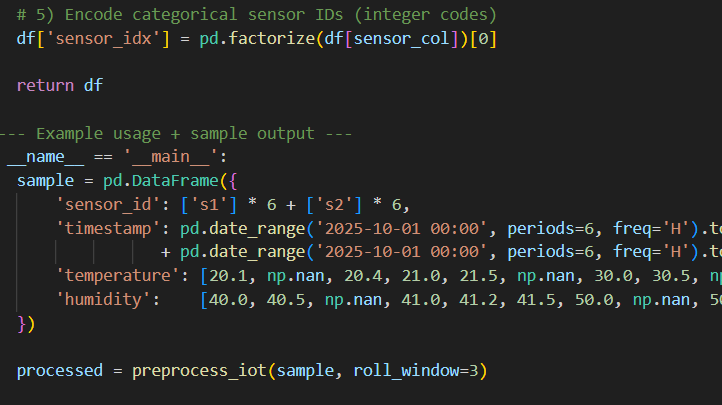 # 5) Encode categorical sensor IDs (integer codes)
df['sensor_idx'] = pd.factorize(df[sensor_col])[0]
return df
--- Example usage + sample output ---
__name__ == '__main__':
sample = pd.DataFrame({
'sensor_id': ['s1'] * 6 + ['s2'] * 6,
'timestamp': pd.date_range('2025-10-01 00:00', periods=6, freq='H').to
+ pd.date_range('2025-10-01 00:00', periods=6, freq='H').to
'temperature': [20.1, np.nan, 20.4, 21.0, 21.5, np.nan, 30.0, 30.5, np
'humidity':    [40.0, 40.5, np.nan, 41.0, 41.2, 41.5, 50.0, np.nan, 50
})
processed = preprocess_iot(sample, roll_window=3)